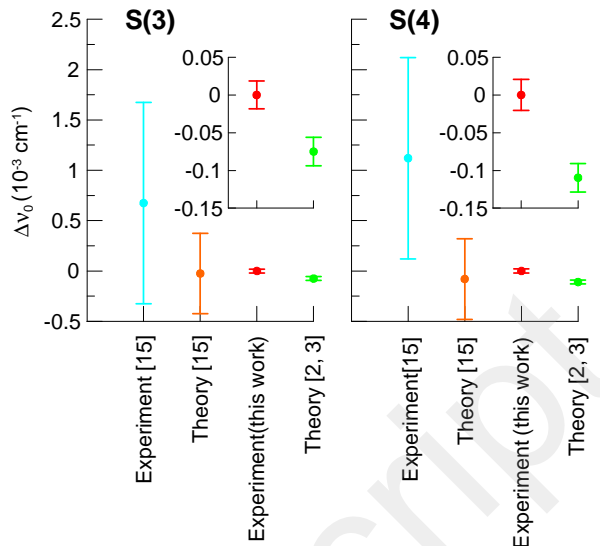 S(3)
S(4)
2.5
2
1.5
1
0.5
0
-0.5
Δν0 (10-3 cm-1)
0.05
0
-0.05
-0.1
-0.15
0.05
0
-0.05
-0.1
-0.15
Experiment [15]
Theory [15]
Experiment(this work)
Theory [2, 3]
Experiment[15]
Theory [15]
Experiment (this work)
Theory [2, 3]
script